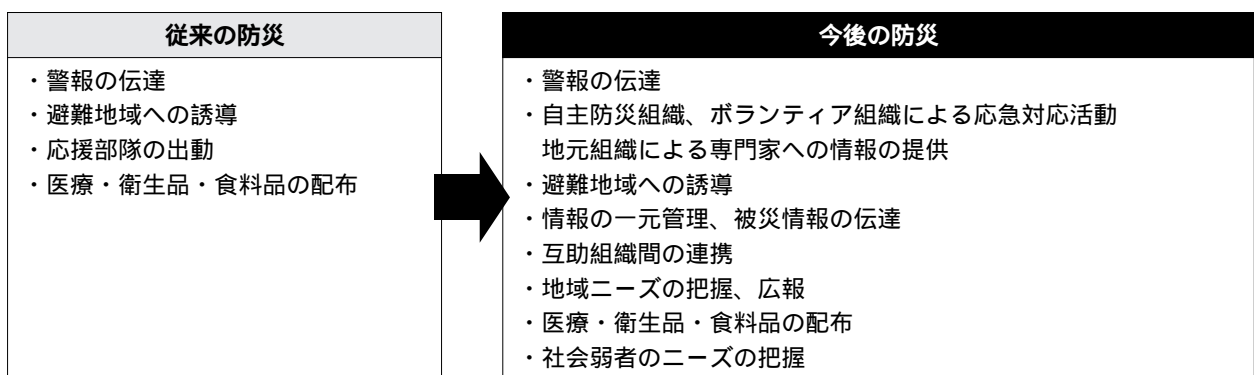 従来の防災
・警報の伝達
・避難地域への誘導
・応援部隊の出動
・医療・衛生品・食料品の配布
今後の防災
・警報の伝達
・自主防災組織、ボランティア組織による応急対応活動
地元組織による専門家への情報の提供
・避難地域への誘導
・情報の一元管理、被災情報の伝達
・互助組織間の連携
・地域ニーズの把握、広報
・医療・衛生品・食料品の配布
・社会弱者のニーズの把握